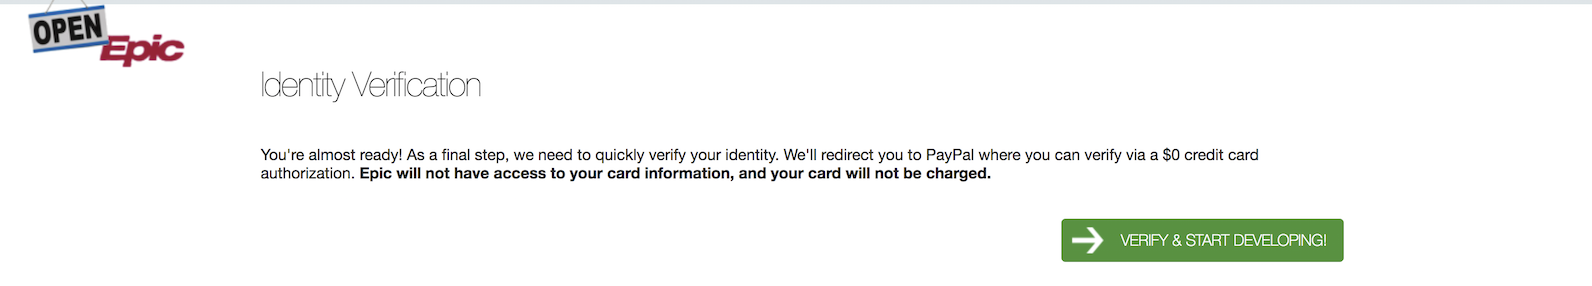 OPEN
Epic
Identity Verification
You're almost ready! As a final step, we need to quickly verify your identity. We'll redirect you to PayPal where you can verify via a $0 credit card
authorization. Epic will not have access to your card information, and your card will not be charged.
VERIFY & START DEVELOPING!